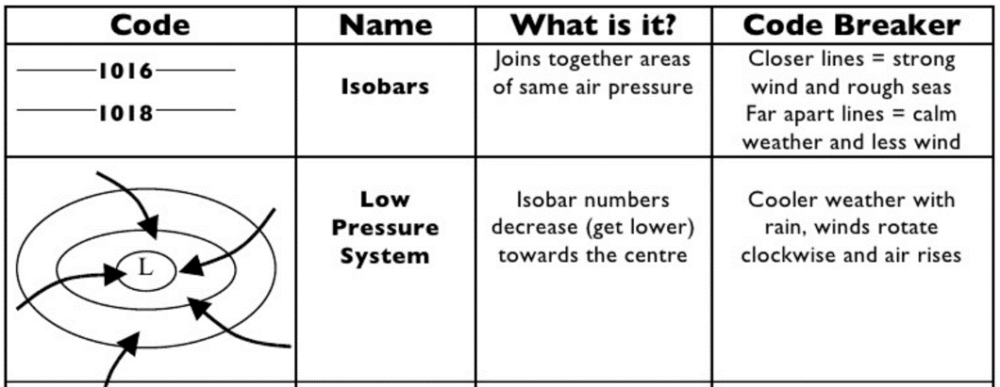 Code Name What is it? Code Breaker
1016
1018
Isobars
Joins together areas
of same air pressure
Closer lines = strong
wind and rough seas
Far apart lines = calm
weather and less wind
L
Low
Pressure
System
Isobar numbers
decrease (get lower)
towards the centre
Cooler weather with
rain, winds rotate
clockwise and air rises